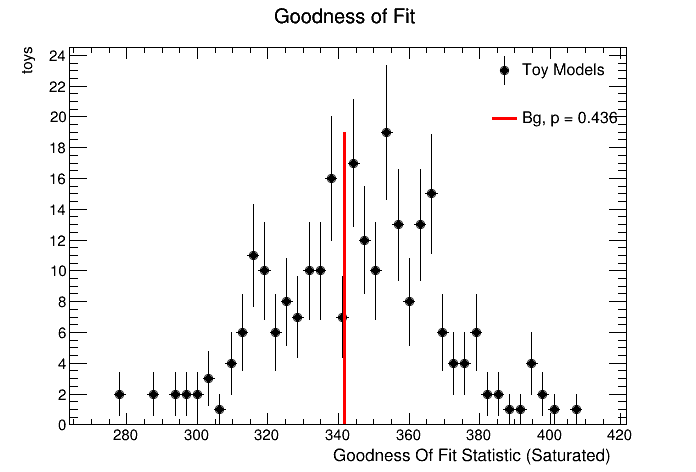 Goodness of Fit
toys
24
22
20
18
16
14
12
10
8
6
4
2
0
Toy Models
Bg, p = 0.436
280 300 320 340 360 380 400 420
Goodness Of Fit Statistic (Saturated)